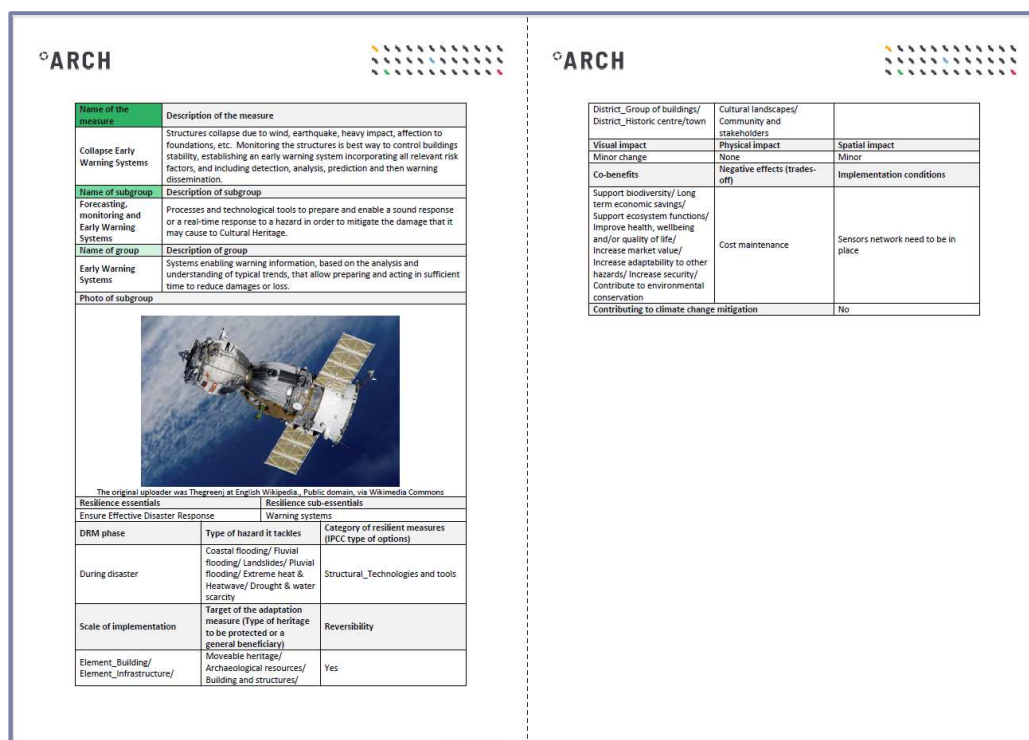 ARCH
Name of the measure
Description of the measure
Collapse Early Warning Systems
Structures collapse due to wind, earthquake, heavy impact, affection to
foundations, etc.  Monitoring the structures is best way to control buildings
stability, establishing an early warning system incorporating all relevant risk
factors, and including detection, analysis, prediction and then warning
dissemination.
Name of subgroup
Description of subgroup
Forecasting,
monitoring and
Early Warning
Systems
Processes and technological tools to prepare and enable a sound response
or a real-time response to a hazard in order to mitigate the damage that it
may cause to Cultural Heritage.
Name of group
Description of group
Early Warning
Systems
Systems enabling warning information, based on the analysis and
understanding of typical trends, that allow preparing and acting in sufficient
time to reduce damages or loss.
Photo of subgroup
The original uploader was Thegreenj at English Wikipedia., Public domain, via Wikimedia Commons
Resilience essentials
Resilience sub-essentials
Ensure Effective Disaster Response
Warning systems
DRM phase
Type of hazard it tackles
Category of resilient measures
(IPCC type of options)
During disaster
Coastal flooding/ Fluvial
flooding/ Landslides/ Pluvial
flooding/ Extreme heat &
Heatwave/ Drought & water
scarcity
Structural_Technologies and tools
Scale of implementation
Target of the adaptation
measure (Type of heritage
to be protected or a
general beneficiary)
Reversibility
Element_Building/
Element_Infrastructure/
Moveable heritage/
Archaeological resources/
Building and structures/
Yes
ARCH
District_Group of buildings/
District_Historic centre/town
Cultural landscapes/
Community and
stakeholders
Visual impact
Physical impact
Spatial impact
Minor change
None
Minor
Co-benefits
Negative effects (trades-
off)
Implementation conditions
Support biodiversity/ Long
term economic savings/
Support ecosystem functions/
Improve health, wellbeing
and/or quality of life/
Increase market value/
Increase adaptability to other
hazards/ Increase security/
Contribute to environmental
conservation
Cost maintenance
Sensors network need to be in
place
Contributing to climate change mitigation
No